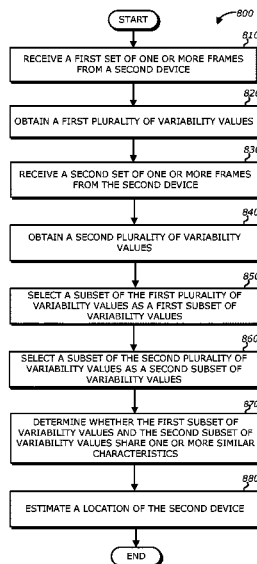 START
800
810
RECEIVE A FIRST SET OF ONE OR MORE FRAMES
FROM A SECOND DEVICE
820
OBTAIN A FIRST PLURALITY OF VARIABILITY VALUES
830
RECEIVE A SECOND SET OF ONE OR MORE FRAMES
FROM THE SECOND DEVICE
840
OBTAIN A SECOND PLURALITY OF VARIABILITY
VALUES
850
SELECT A SUBSET OF THE FIRST PLURALITY OF
VARIABILITY VALUES AS A FIRST SUBSET OF
VARIABILITY VALUES
860
SELECT A SUBSET OF THE SECOND PLURALITY OF
VARIABILITY VALUES AS A SECOND SUBSET OF
VARIABILITY VALUES
870
DETERMINE WHETHER THE FIRST SUBSET OF
VARIABILITY VALUES AND THE SECOND SUBSET OF
VARIABILITY VALUES SHARE ONE OR MORE SIMILAR
CHARACTERISTICS
880
ESTIMATE A LOCATION OF THE SECOND DEVICE
END